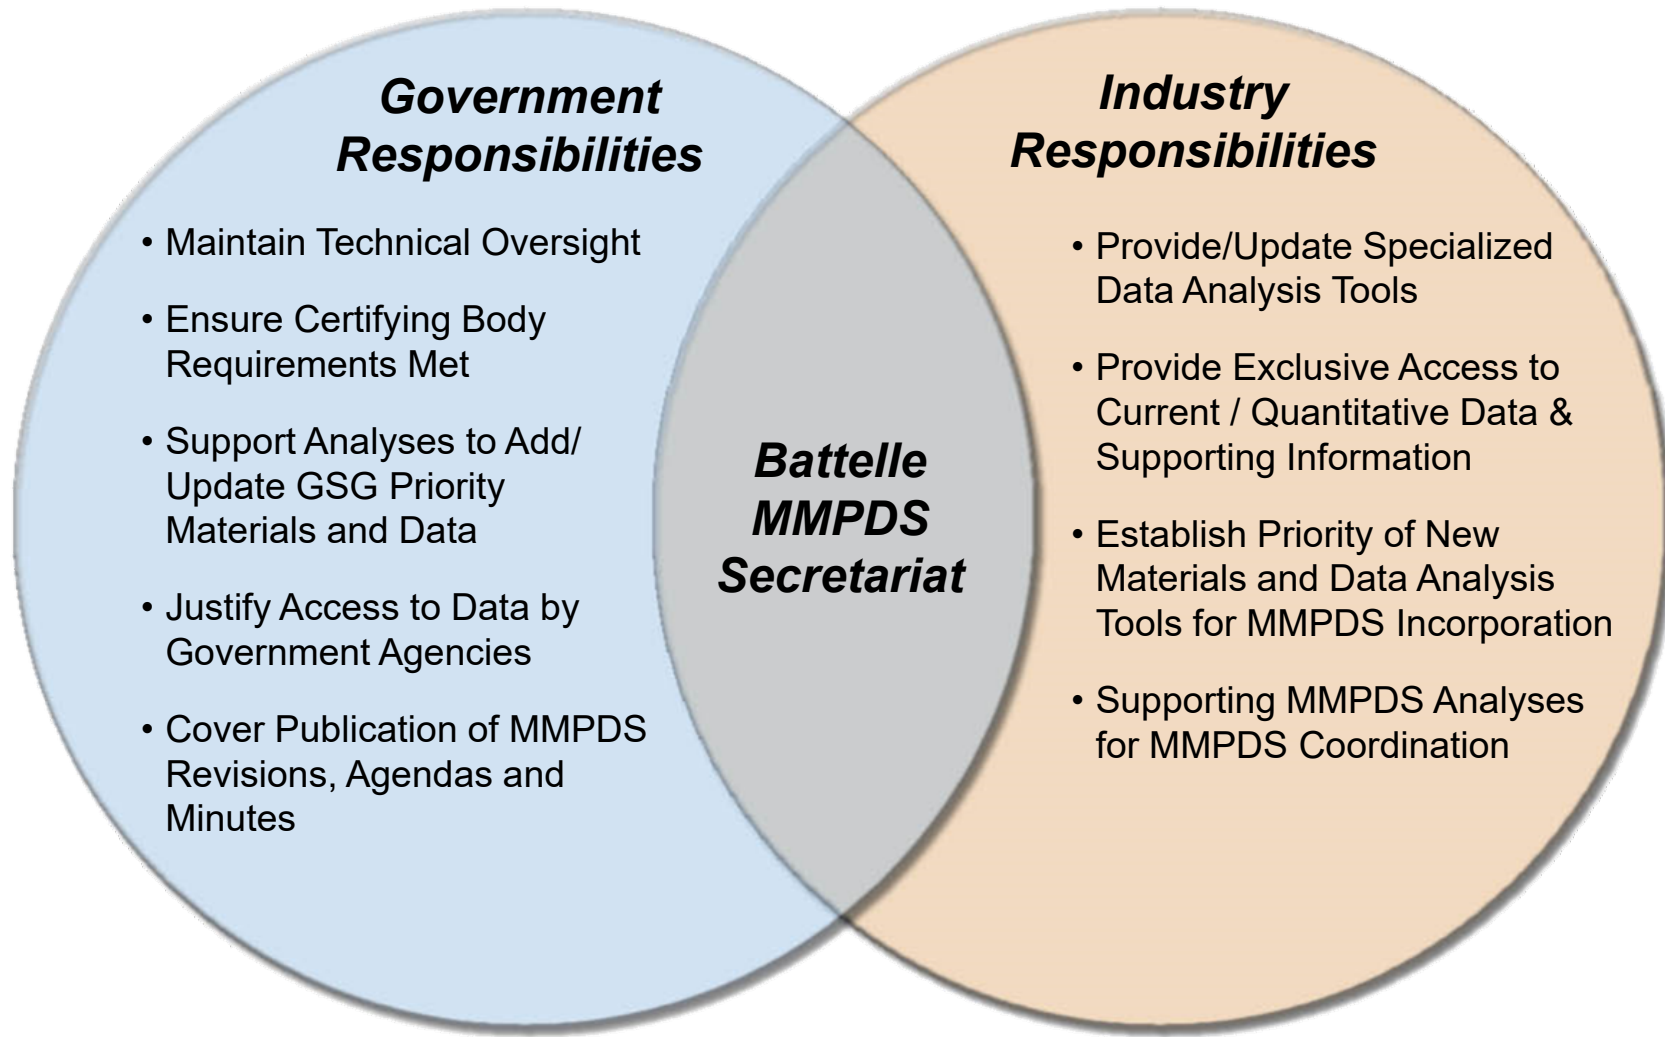 Government
Responsibilities
• Maintain Technical Oversight
• Ensure Certifying Body
Requirements Met
• Support Analyses to Add/
Update GSG Priority
Materials and Data
• Justify Access to Data by
Government Agencies
• Cover Publication of MMPDS
Revisions, Agendas and
Minutes
Battelle
MMPDS
Secretariat
Industry
Responsibilities
• Provide/Update Specialized
Data Analysis Tools
• Provide Exclusive Access to
Current / Quantitative Data &
Supporting Information
• Establish Priority of New
Materials and Data Analysis
Tools for MMPDS Incorporation
• Supporting MMPDS Analyses
for MMPDS Coordination